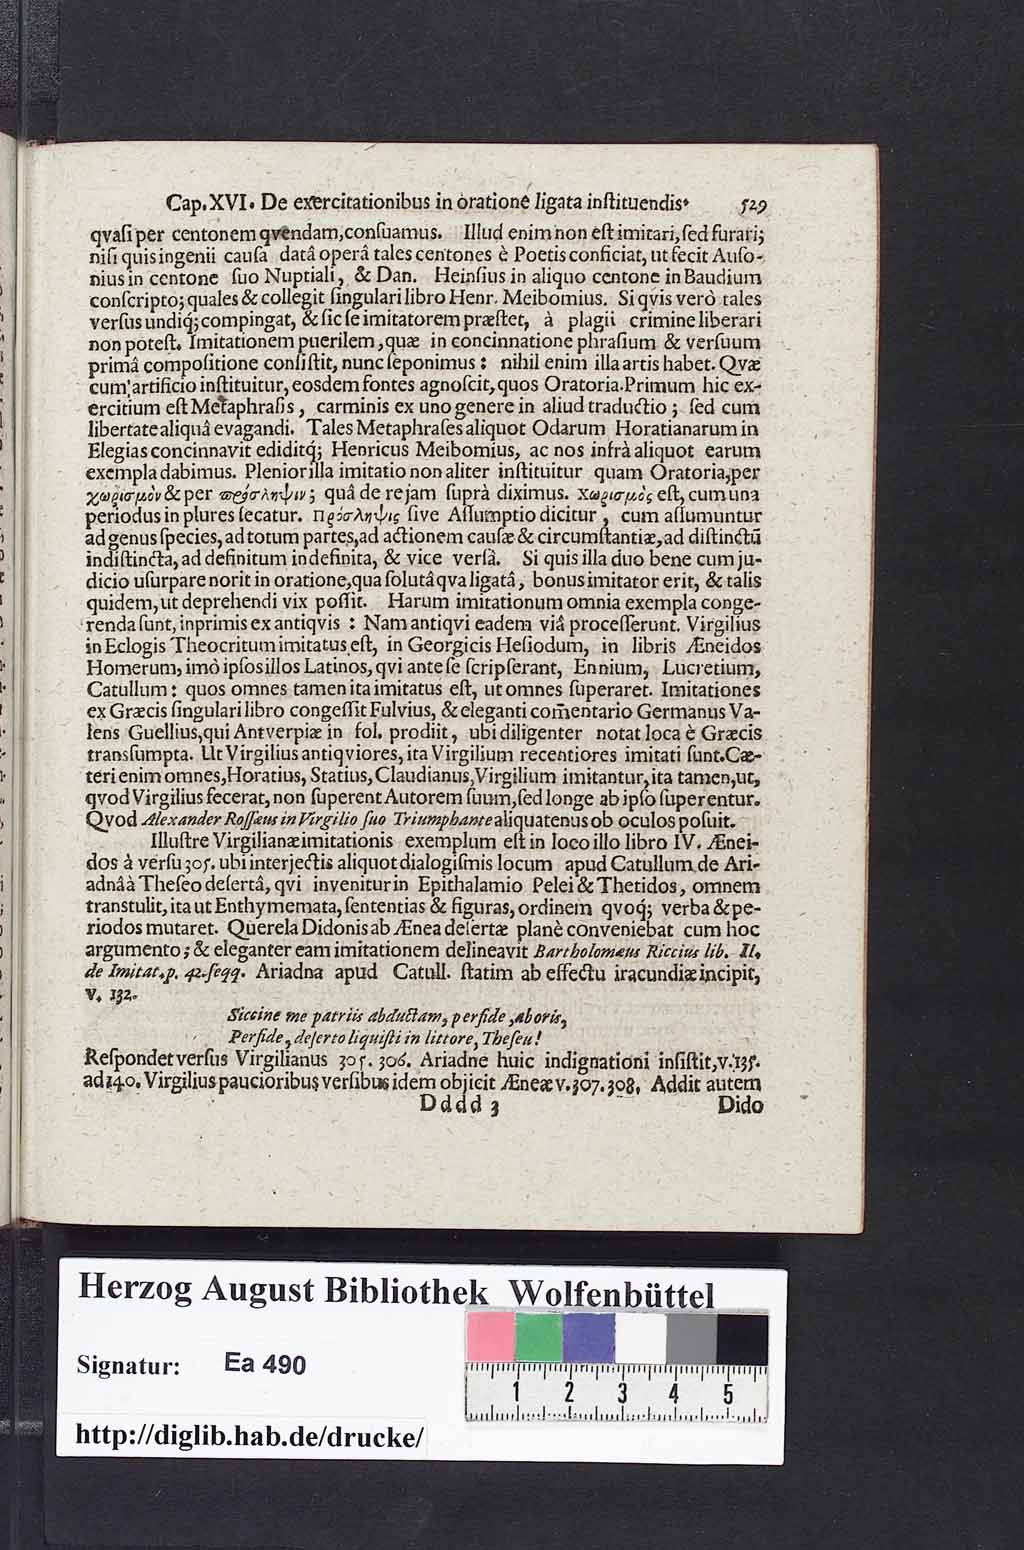 Cap. XVI. De exercitationibus in oratione ligata inſtituendis. 529
qvaſi per centonem qvendam, conſuamus. Illud enim non eſt imitari, ſed furari;
niſi quis ingenii cauſa datâ operâ tales centones è Poetis conficiat, ut fecit Auſo-
nius in centone ſuo Nuptiali, & Dan. Heinſius in aliquo centone in Baudium
conſcripto; quales & collegit ſingulari libro Henr. Meibomius. Si qvis verò tales
verſus undiq; compingat, & ſic ſe imitatorem præſtet, à plagii crimine liberari
non poteſt. Imitationem puerilem, quæ in concinnatione phraſium & verſuum
primâ compoſitione conſiſtit, nunc ſeponimus: nihil enim illa artis habet. Qvæ
cum artificio inſtituitur, eosdem fontes agnoſcit, quos Oratoria. Primum hic ex-
ercitium eſt Metaphraſis, carminis ex uno genere in aliud traductio; ſed cum
libertate aliquâ evagandi. Tales Metaphraſes aliquot Odarum Horatianarum in
Elegias concinnavit ediditq́; Henricus Meibomius, ac nos infrà aliquot earum
exempla dabimus. Plenior illa imitatio non aliter inſtituitur quam Oratoria, per
χωρισμὸν & per πρόσληψιν; quâ de re jam ſuprà diximus. Χωρισμὸς eſt, cum una
periodus in plures ſecatur. Πρόσληψις ſive Aſſumptio dicitur, cum aſſumuntur
ad genus ſpecies, ad totum partes, ad actionem cauſæ & circumſtantiæ, ad diſtinctū
indiſtincta, ad definitum indefinita, & vice verſâ. Si quis illa duo bene cum ju-
dicio uſurpare norit in oratione, qua ſolutâ qva ligatâ, bonus imitator erit, & talis
quidem, ut deprehendi vix poſſit. Harum imitationum omnia exempla conge-
renda ſunt, inprimis ex antiqvis: Nam antiqvi eadem viâ proceſſerunt. Virgilius
in Eclogis Theocritum imitatus eſt, in Georgicis Heſiodum, in libris Æneidos
Homerum, imò ipſos illos Latinos, qvi ante ſe ſcripſerant, Ennium, Lucretium,
Catullum: quos omnes tamen ita imitatus eſt, ut omnes ſuperaret. Imitationes
ex Græcis ſingulari libro congeſſit Fulvius, & eleganti com̄entario Germanus Va-
lens Guellius, qui Antverpiæ in fol. prodiit, ubi diligenter notat loca è Græcis
transſumpta. Ut Virgilius antiqviores, ita Virgilium recentiores imitati ſunt. Cæ-
teri enim omnes, Horatius, Statius, Claudianus, Virgilium imitantur, ita tamen, ut,
qvod Virgilius fecerat, non ſuperent Autorem ſuum, ſed longe ab ipſo ſuperentur.
Qvod Alexander Roſſæus in Virgilio ſuo Triumphante aliquatenus ob oculos poſuit.
Illuſtre Virgilianæ imitationis exemplum eſt in loco illo libro IV. Ænei-
dos à verſu 305. ubi interjectis aliquot dialogiſmis locum apud Catullum de Ari-
adnâ à Theſeo deſertâ, qvi invenitur in Epithalamio Pelei & Thetidos, omnem
transtulit, ita ut Enthymemata, ſententias & figuras, ordinem qvoq́; verba & pe-
riodos mutaret. Querela Didonis ab Ænea deſertæ planè conveniebat cum hoc
argumento; & eleganter eam imitationem delineavit Bartholomæus Riccius lib. II.
de Imitat. p. 42. ſeqq. Ariadna apud Catull. ſtatim ab effectu iracundiæ incipit,
v. 132.
Siccine me patriis abductam, perfide, ab oris,
Perfide, deſerto liquiſti in littore, Theſeu!
Reſpondet verſus Virgilianus 305. 306. Ariadne huic indignationi inſiſtit, v. 135.
ad 140. Virgilius paucioribus verſibus idem objicit Æneæ v. 307. 308. Addit autem
Dddd 3 Dido
Herzog August Bibliothek Wolfenbüttel
Signatur: Ea 490
1 2 3 4 5
http://diglib.hab.de/drucke/